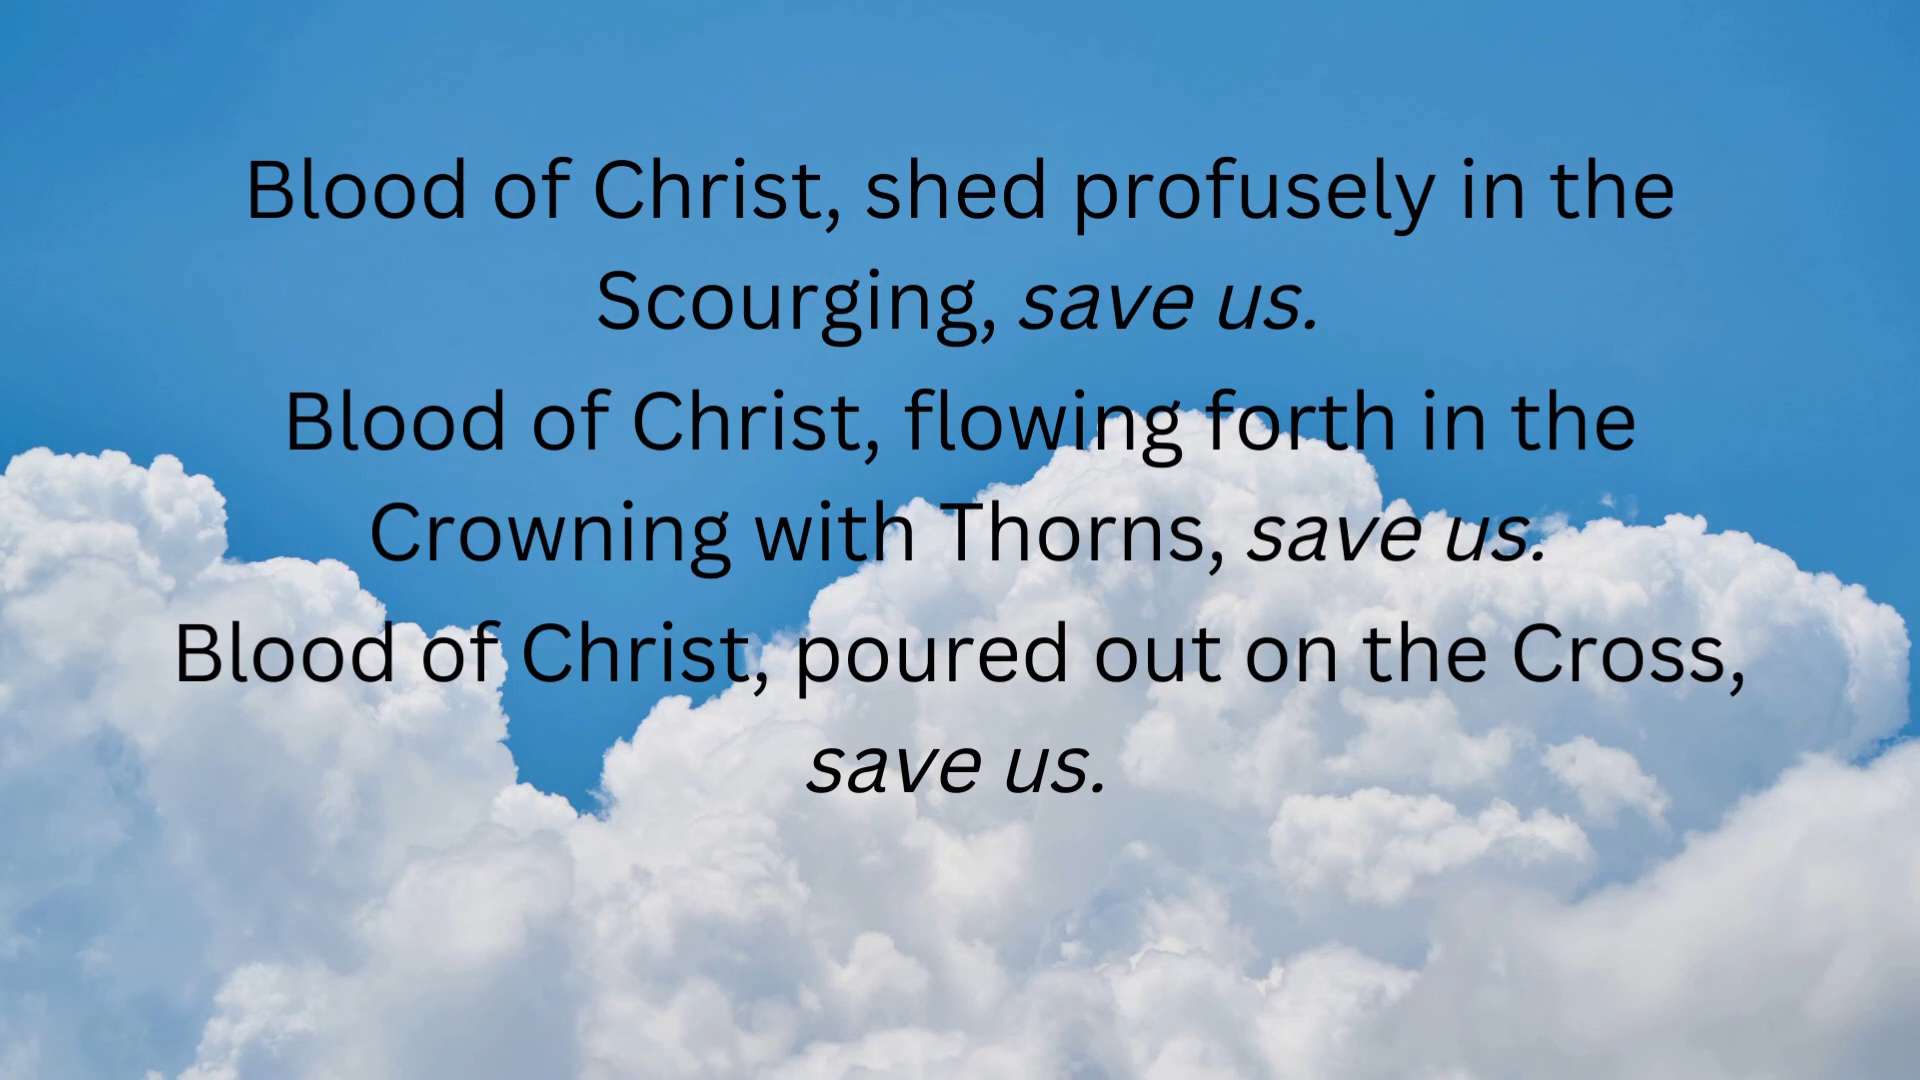 Blood of Christ, shed profusely in the
Scourging, save us.
Blood of Christ, flowing forth in the
Crowning with Thorns, save us.
Blood of Christ, poured out on the Cross,
save us.